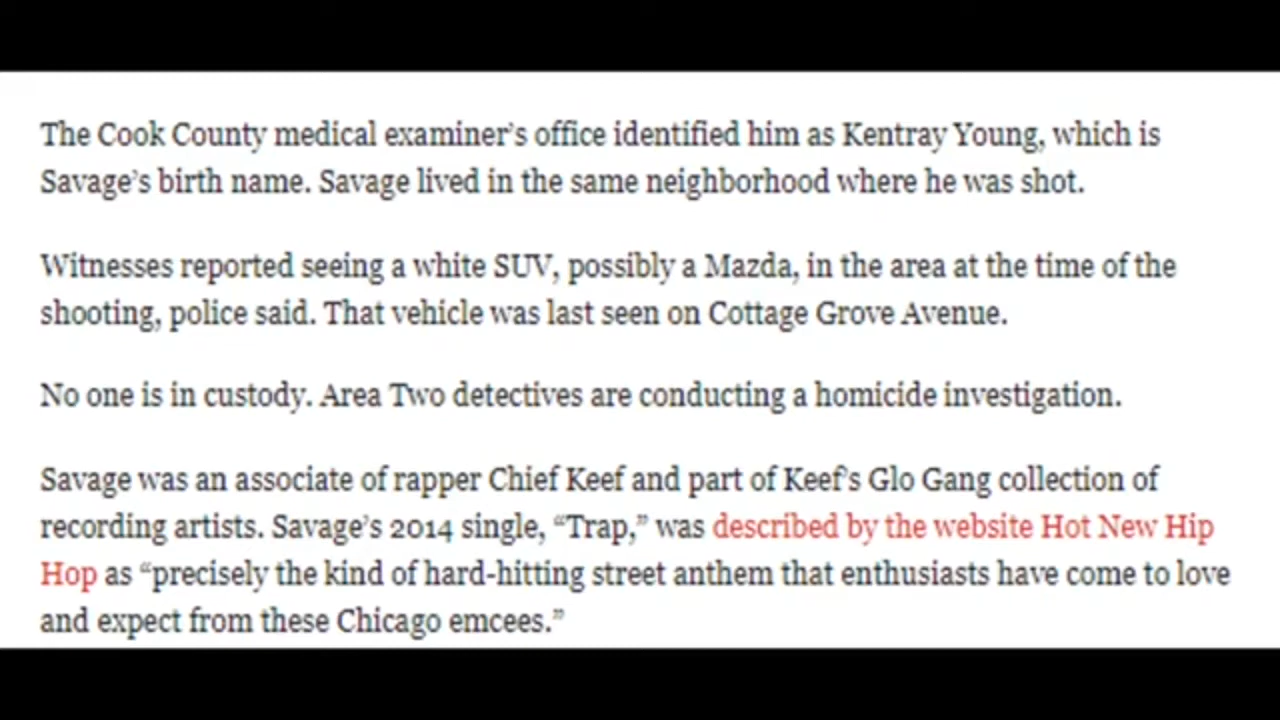 The Cook County medical examiner’s office identified him as Kentray Young, which is
Savage’s birth name. Savage lived in the same neighborhood where he was shot.
Witnesses reported seeing a white SUV, possibly a Mazda, in the area at the time of the
shooting, police said. That vehicle was last seen on Cottage Grove Avenue.
No one is in custody. Area Two detectives are conducting a homicide investigation.
Savage was an associate of rapper Chief Keef and part of Keef’s Glo Gang collection of
recording artists. Savage’s 2014 single, “Trap,” was described by the website Hot New Hip
Hop as “precisely the kind of hard-hitting street anthem that enthusiasts have come to love
and expect from these Chicago emcees.”